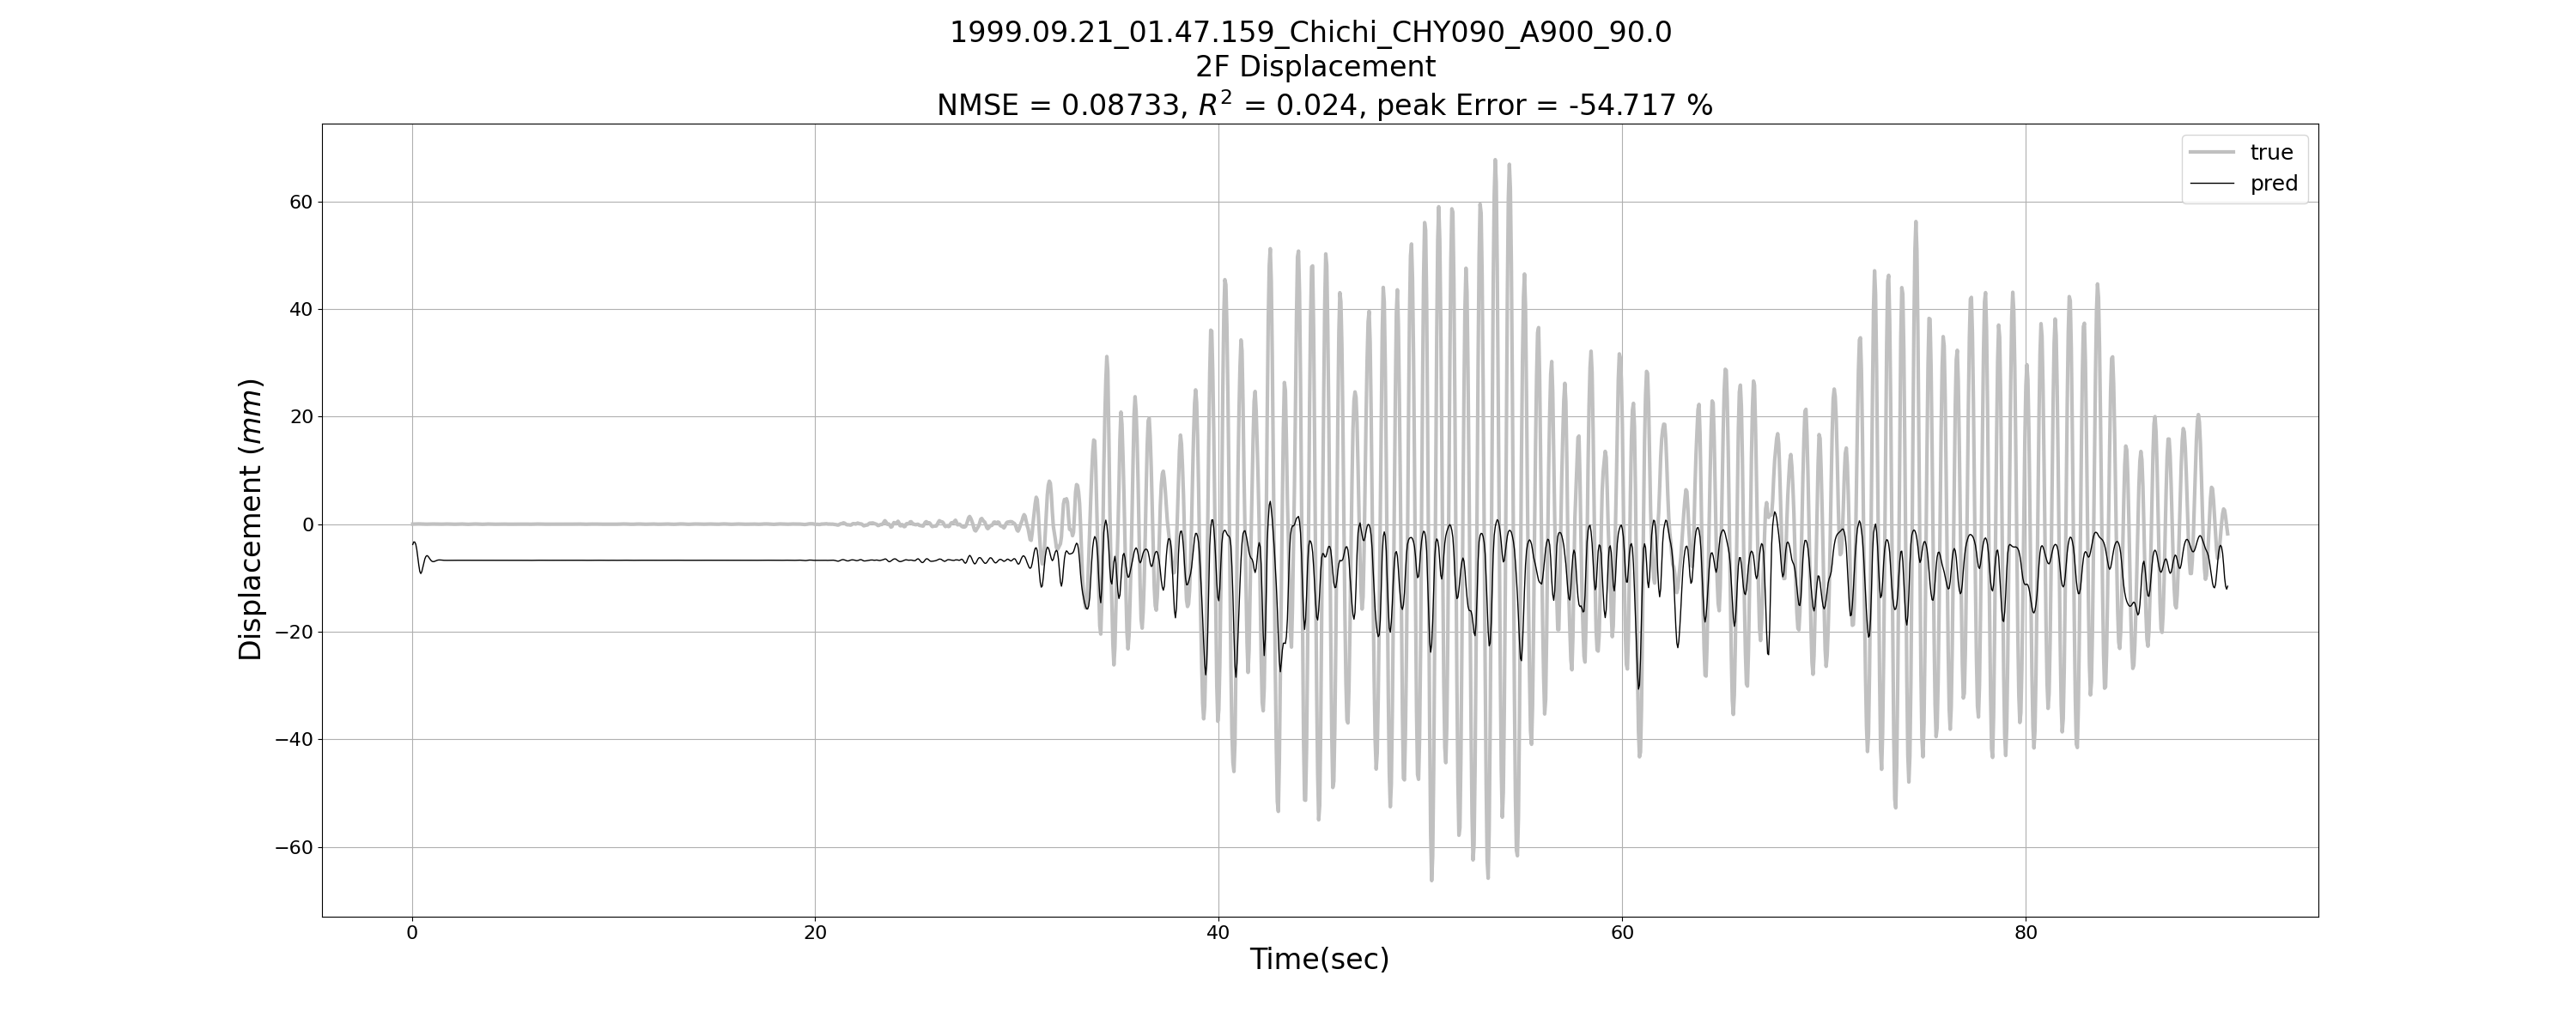 1999.09.21_01.47.159_Chichi_CHY090_A900_90.0
2F Displacement
NMSE = 0.08733, R² = 0.024, peak Error = -54.717 %
true
pred
Displacement (mm)
60
40
20
0
−20
−40
−60
0 20 40 60 80
Time(sec)